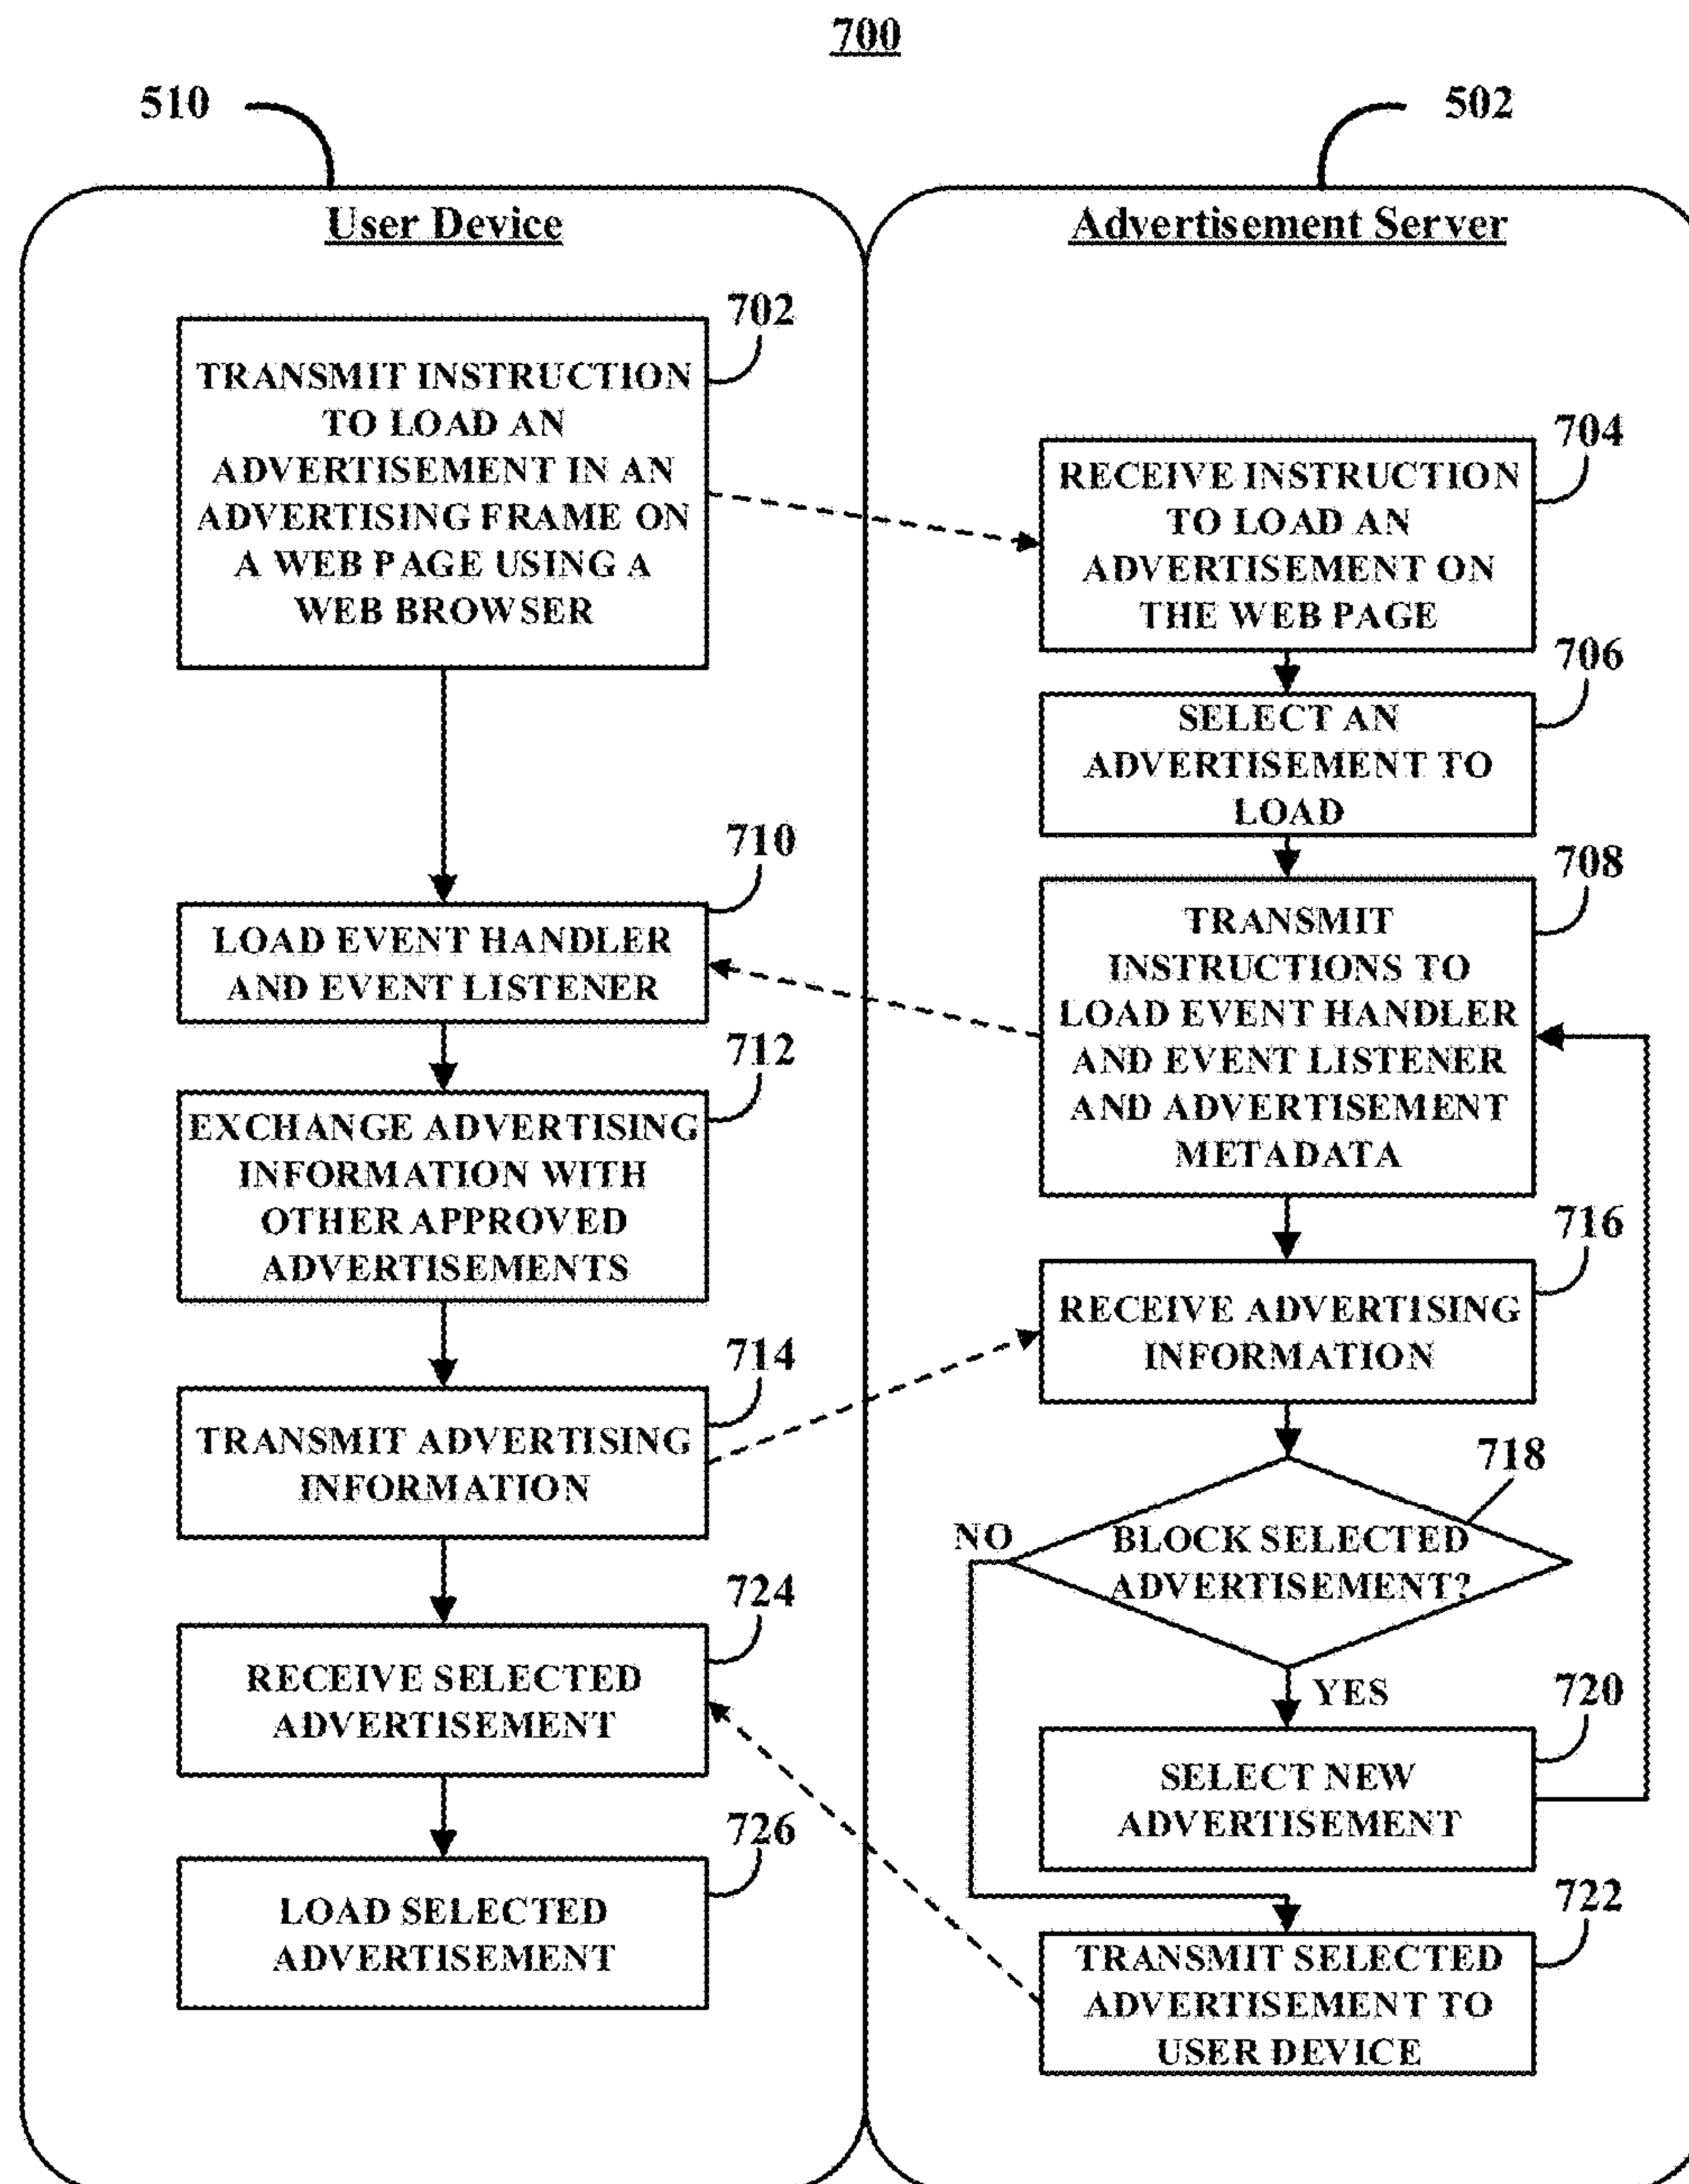 700
510
502
User Device
Advertisement Server
702
TRANSMIT INSTRUCTION
TO LOAD AN
ADVERTISEMENT IN AN
ADVERTISING FRAME ON
A WEB PAGE USING A
WEB BROWSER
704
RECEIVE INSTRUCTION
TO LOAD AN
ADVERTISEMENT ON
THE WEB PAGE
706
SELECT AN
ADVERTISEMENT TO
LOAD
710
LOAD EVENT HANDLER
AND EVENT LISTENER
708
TRANSMIT
INSTRUCTIONS TO
LOAD EVENT HANDLER
AND EVENT LISTENER
AND ADVERTISEMENT
METADATA
712
EXCHANGE ADVERTISING
INFORMATION WITH
OTHER APPROVED
ADVERTISEMENTS
716
RECEIVE ADVERTISING
INFORMATION
714
TRANSMIT ADVERTISING
INFORMATION
718
NO
BLOCK SELECTED
ADVERTISEMENT?
YES
724
RECEIVE SELECTED
ADVERTISEMENT
720
SELECT NEW
ADVERTISEMENT
726
LOAD SELECTED
ADVERTISEMENT
722
TRANSMIT SELECTED
ADVERTISEMENT TO
USER DEVICE